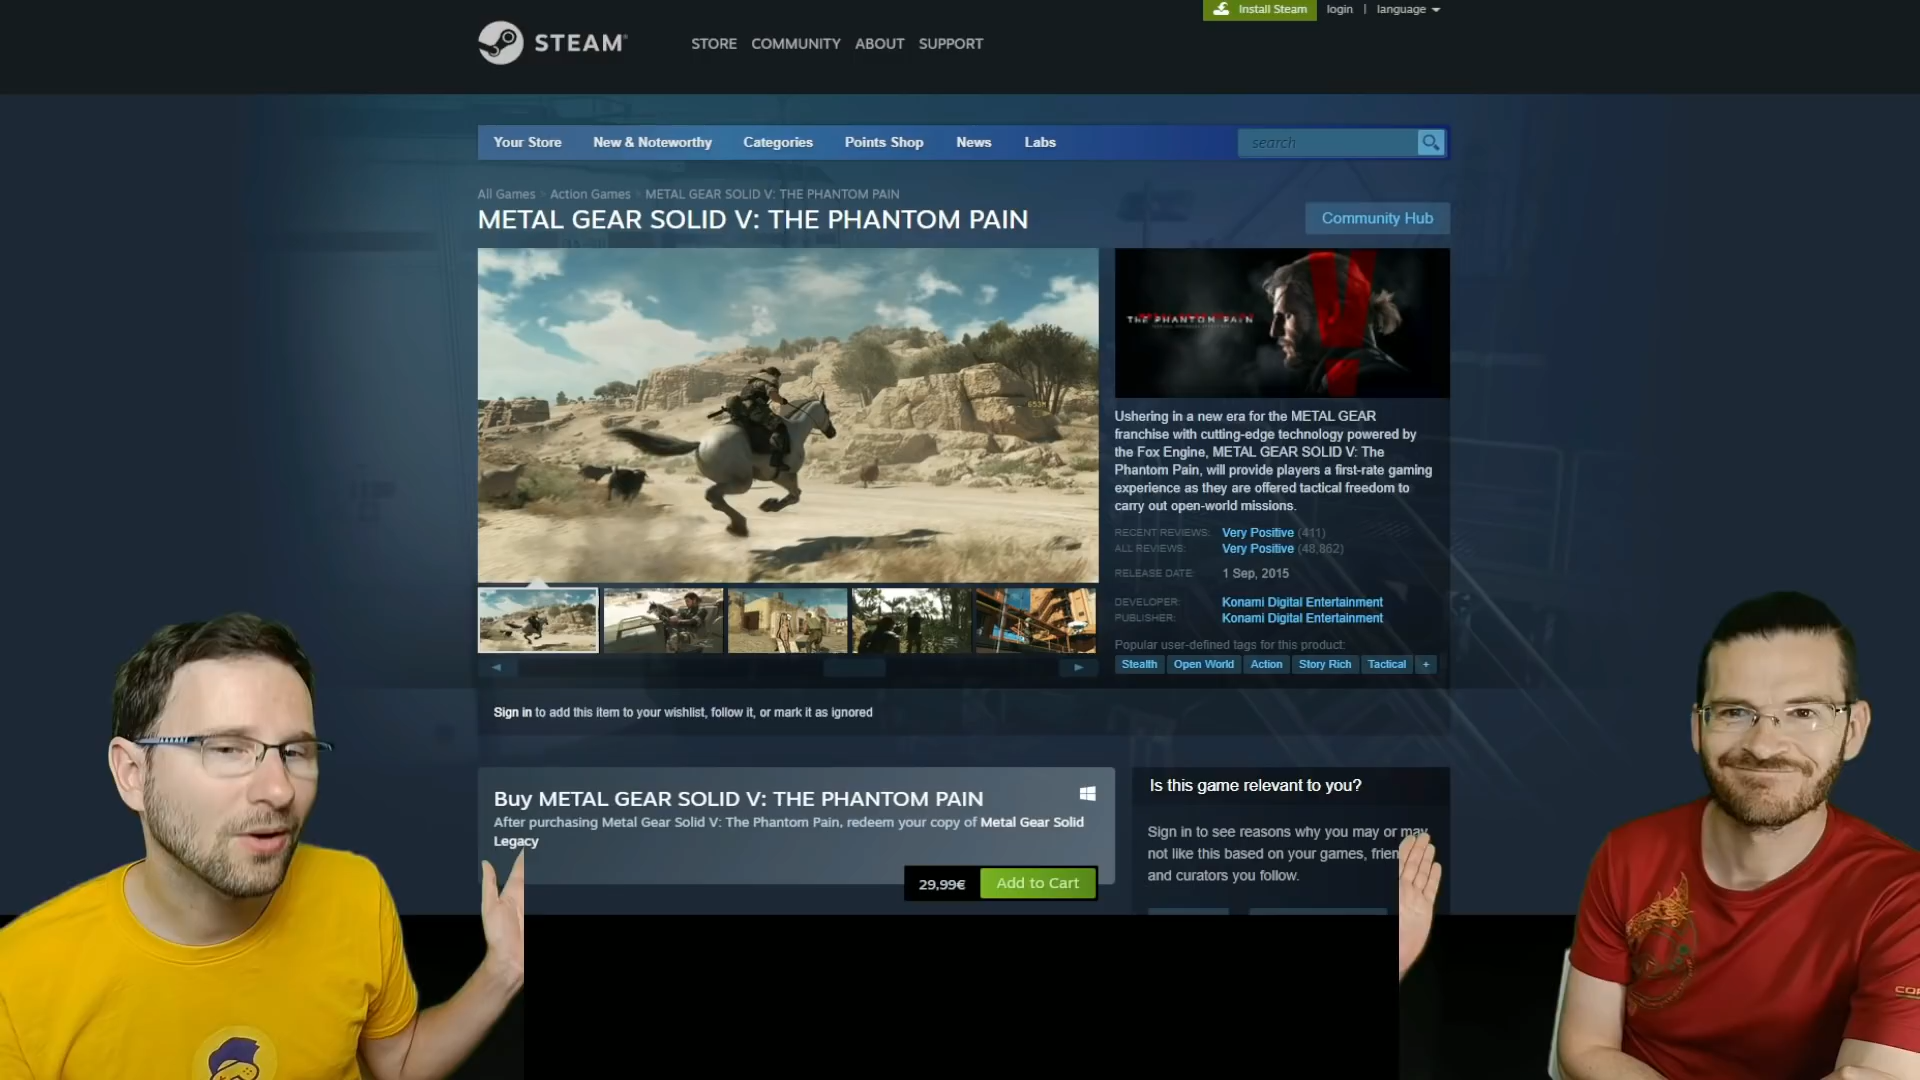 Install Steam
login | language
STEAM
STORE COMMUNITY ABOUT SUPPORT
Your Store New & Noteworthy Categories Points Shop News Labs
search
All Games > Action Games > METAL GEAR SOLID V: THE PHANTOM PAIN
METAL GEAR SOLID V: THE PHANTOM PAIN
Community Hub
THE PHANTOM PAIN
Ushering in a new era for the METAL GEAR
franchise with cutting-edge technology powered by
the Fox Engine, METAL GEAR SOLID V: The
Phantom Pain, will provide players a first-rate gaming
experience as they are offered tactical freedom to
carry out open-world missions.
RECENT REVIEWS: Very Positive (411)
ALL REVIEWS: Very Positive (48,862)
RELEASE DATE: 1 Sep, 2015
DEVELOPER: Konami Digital Entertainment
PUBLISHER: Konami Digital Entertainment
Popular user-defined tags for this product:
Stealth Open World Action Story Rich Tactical +
Sign in to add this item to your wishlist, follow it, or mark it as ignored
Buy METAL GEAR SOLID V: THE PHANTOM PAIN
After purchasing Metal Gear Solid V: The Phantom Pain, redeem your copy of Metal Gear Solid
Legacy
29,99€ Add to Cart
Is this game relevant to you?
Sign in to see reasons why you may or may
not like this based on your games, frien
and curators you follow.